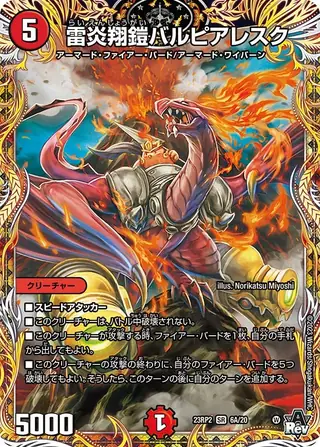 5
雷炎翔鎧バルピアレスク
らいえんしょうがい
アーマード・ファイアー・バード/アーマード・ワイバーン
illus. Norikatsu Miyoshi
クリーチャー
■ スピードアタッカー
■ このクリーチャーは、バトル中破壊されない。
■ このクリーチャーが攻撃する時、ファイアー・バードを1枚、自分の手札
から出してもよい。
■ このクリーチャーの攻撃の終わりに、自分のファイアー・バードを5つ
破壊してもよい。そうしたら、このターンの後に自分のターンを追加する。
5000
1
23RP2 SR 6A/20
Rev